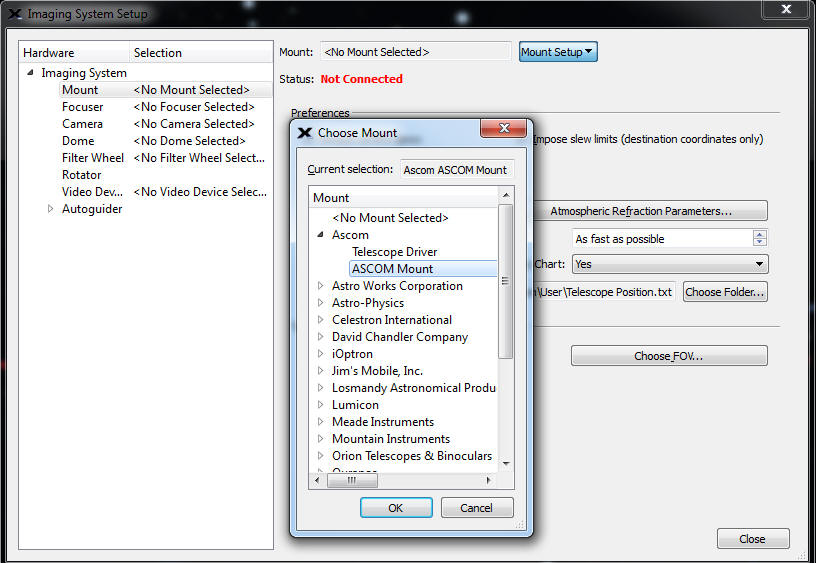 Imaging System Setup
Hardware Selection
Imaging System
Mount <No Mount Selected>
Focuser <No Focuser Selected>
Camera <No Camera Selected>
Dome <No Dome Selected>
Filter Wheel <No Filter Wheel Select...
Rotator
Video Dev... <No Video Device Selec...
Autoguider
Mount: <No Mount Selected> Mount Setup
Status: Not Connected
Preferences
Impose slew limits (destination coordinates only)
Atmospheric Refraction Parameters...
As fast as possible
Chart: Yes
\User\Telescope Position.txt Choose Folder...
Choose FOV...
Close
Choose Mount
Current selection: Ascom ASCOM Mount
Mount
<No Mount Selected>
Ascom
Telescope Driver
ASCOM Mount
Astro Works Corporation
Astro-Physics
Celestron International
David Chandler Company
iOptron
Jim's Mobile, Inc.
Losmandy Astronomical Produ
Lumicon
Meade Instruments
Mountain Instruments
Orion Telescopes & Binoculars
OK Cancel